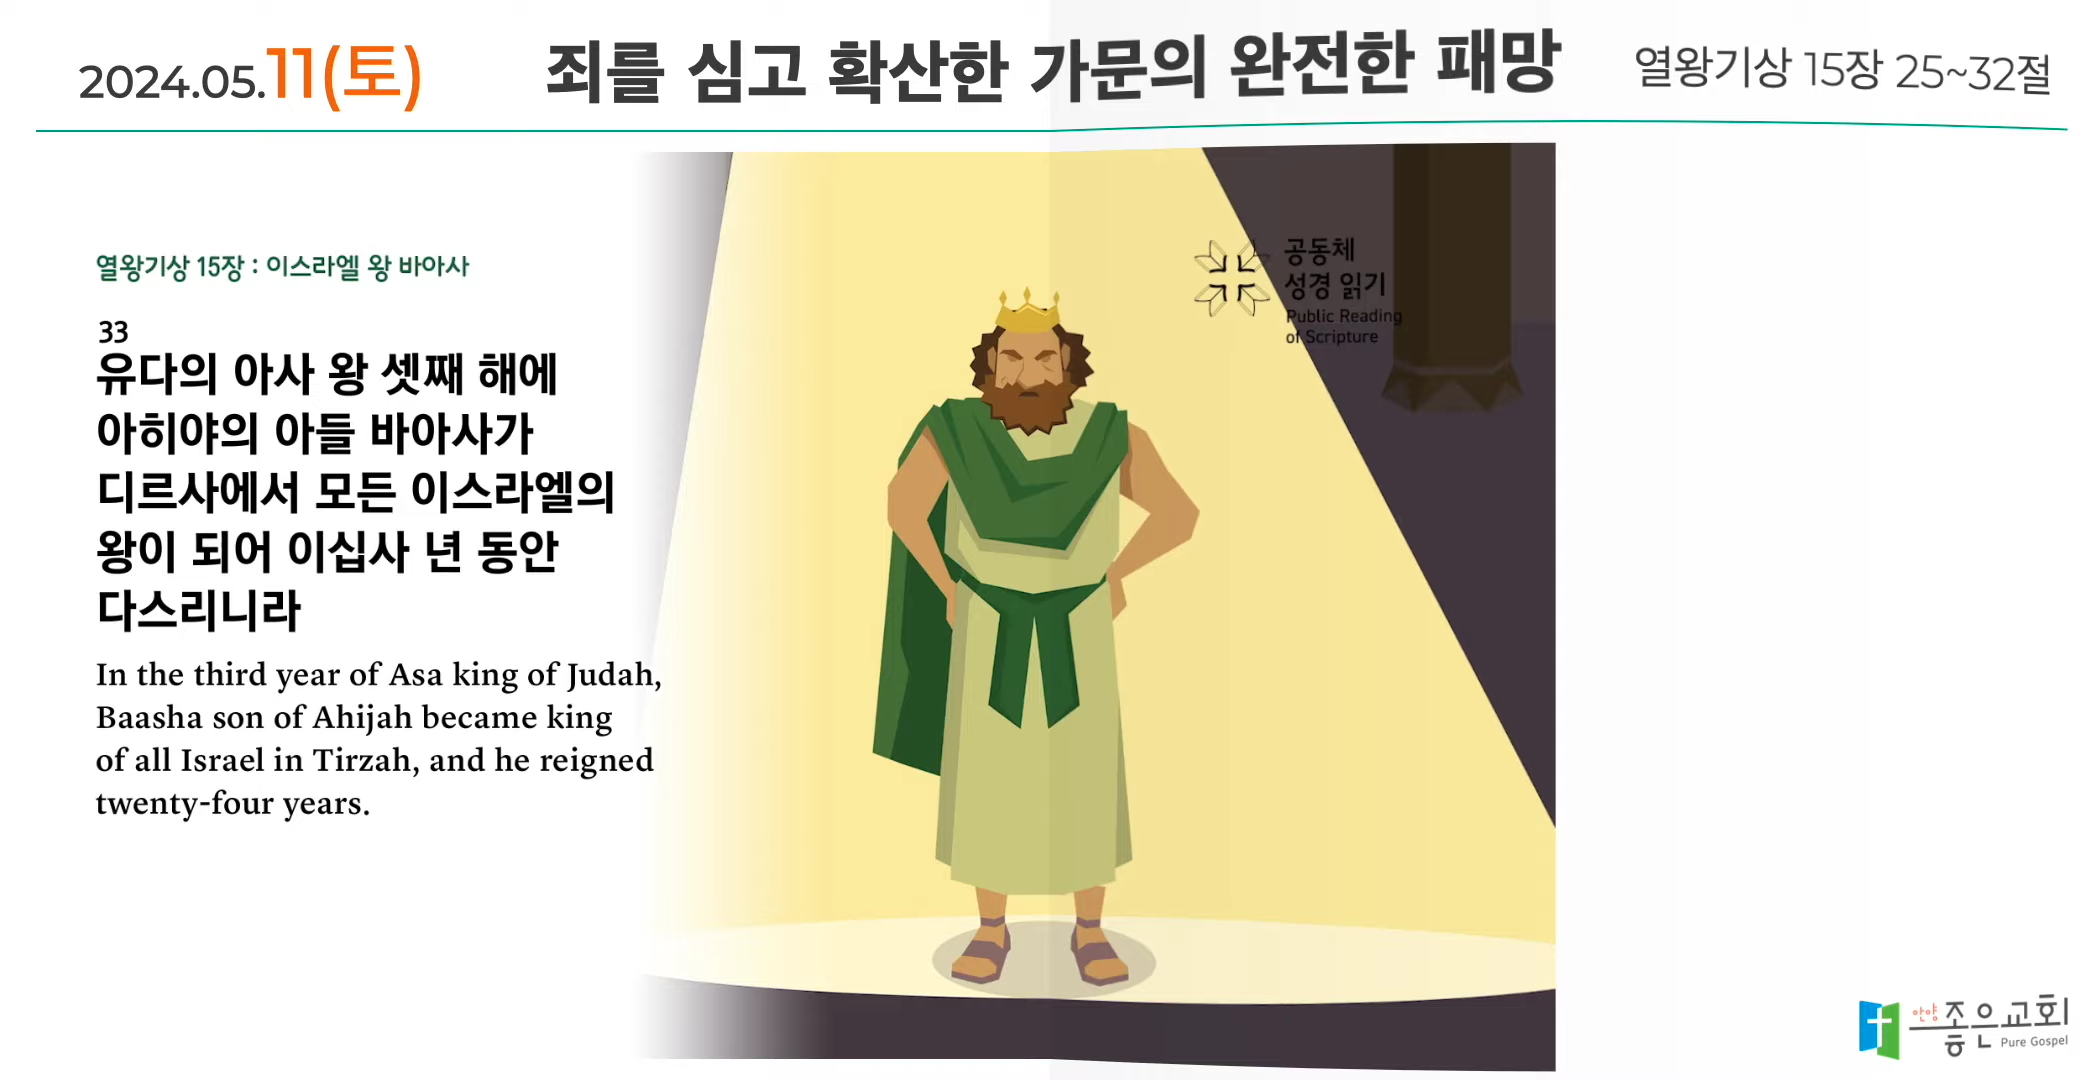 2024.05.11(토)
죄를 심고 확산한 가문의 완전한 패망
열왕기상 15장 25~32절
공동체
성경 읽기
Public Reading
of Scripture
열왕기상 15장 : 이스라엘 왕 바아사
33
유다의 아사 왕 셋째 해에
아히야의 아들 바아사가
디르사에서 모든 이스라엘의
왕이 되어 이십사 년 동안
다스리니라
In the third year of Asa king of Judah,
Baasha son of Ahijah became king
of all Israel in Tirzah, and he reigned
twenty-four years.
안양
좋은교회
Pure Gospel